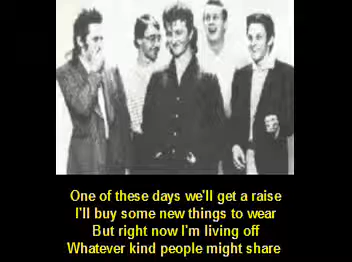 One of these days we'll get a raise
I'll buy some new things to wear
But right now I'm living off
Whatever kind people might share